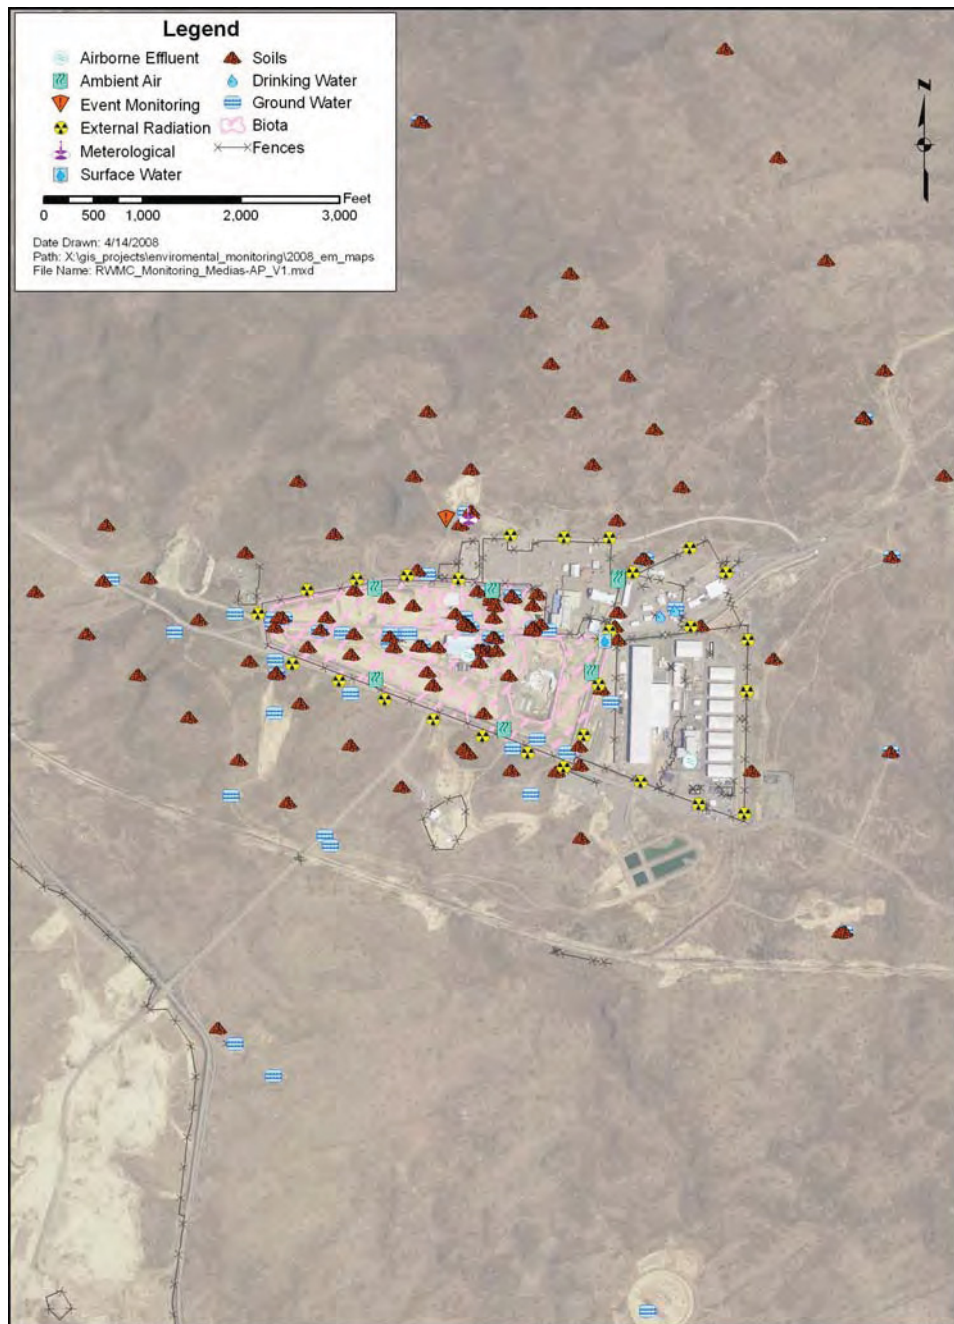 Legend
Airborne Effluent
Soils
Ambient Air
Drinking Water
Event Monitoring
Ground Water
External Radiation
Biota
Meterological
Fences
Surface Water
Feet
0 500 1,000 2,000 3,000
Date Drawn: 4/14/2008
Path: X:\gis_projects\enviromental_monitoring\2008_em_maps
File Name: RWMC_Monitoring_Medias-AP_V1.mxd
N